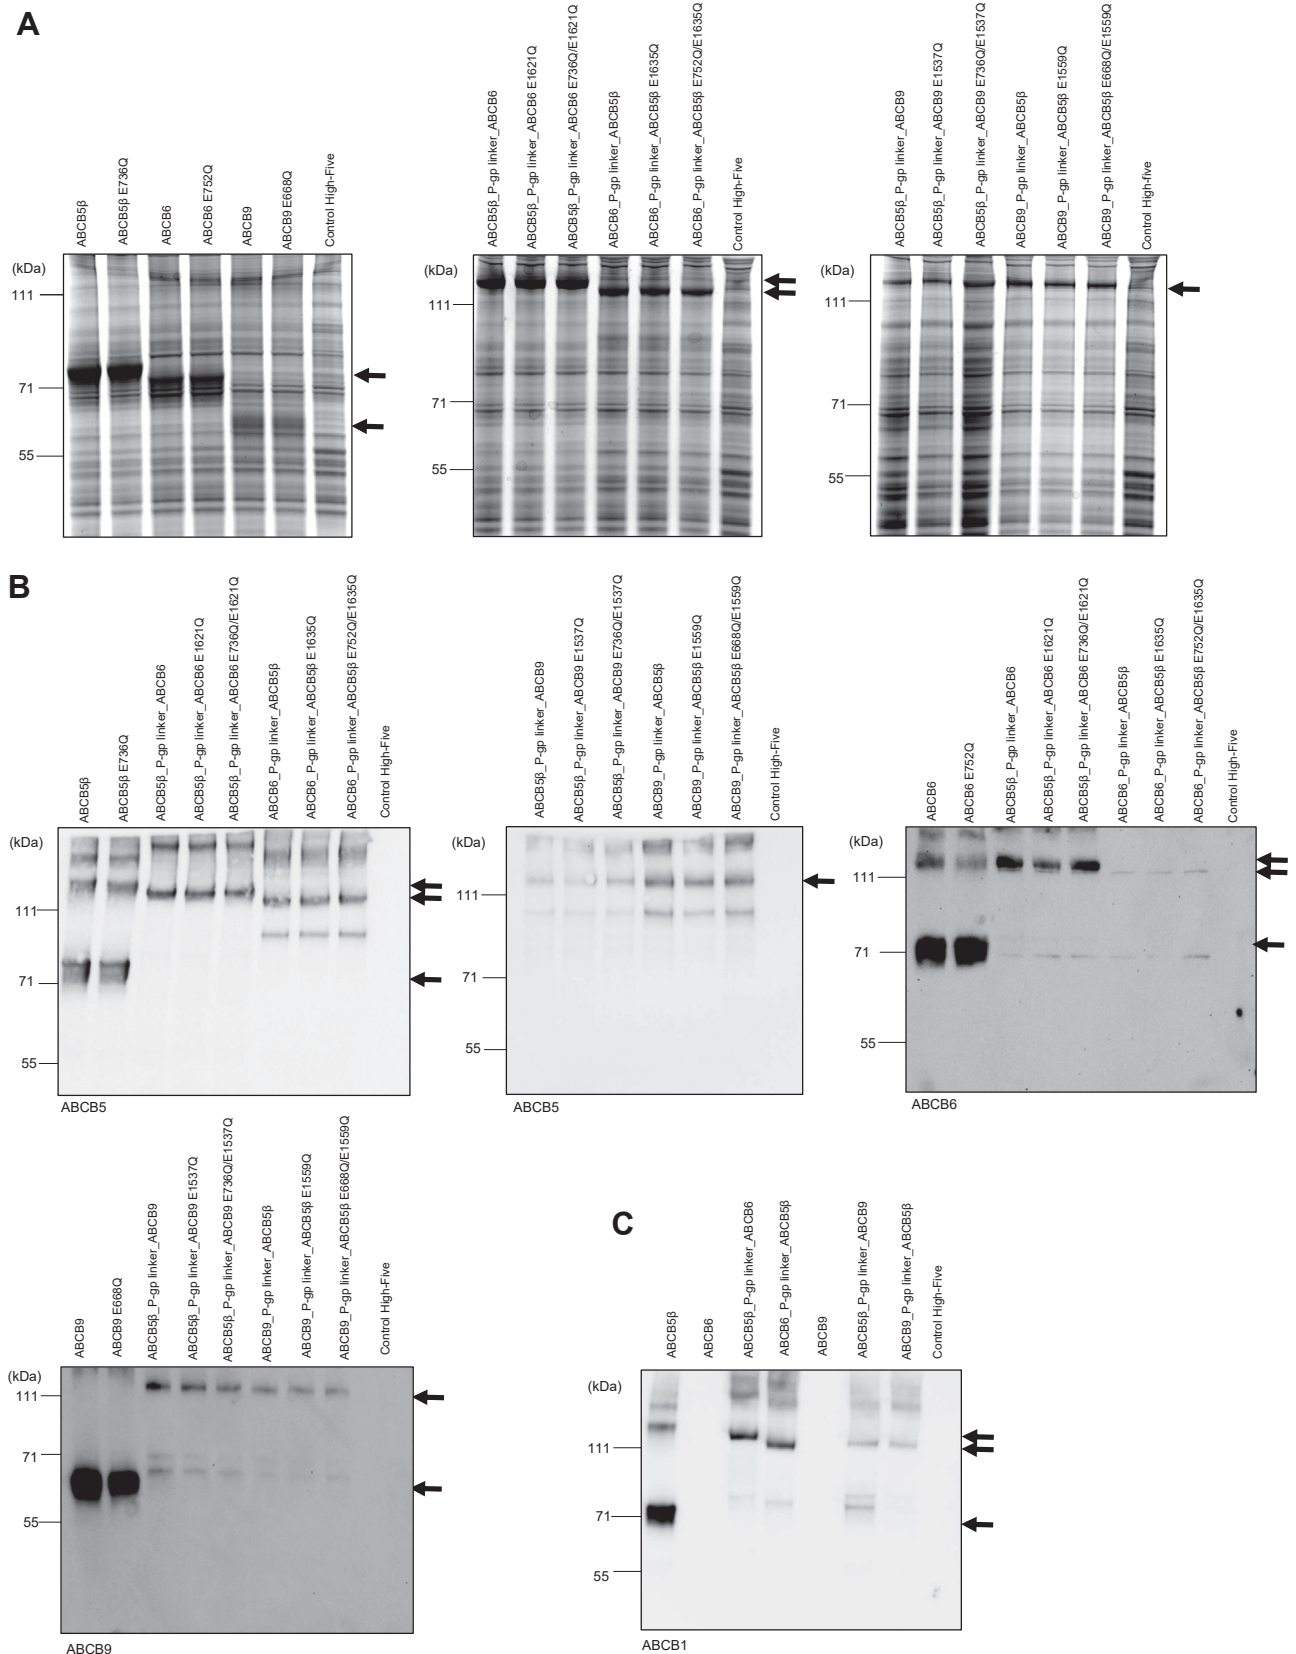 A
ABCB5β
ABCB5β E736Q
ABCB6
ABCB6 E752Q
ABCB9
ABCB9 E668Q
Control High-Five
(kDa)
111
71
55
ABCB5β_P-gp linker_ABCB6
ABCB5β_P-gp linker_ABCB6 E1621Q
ABCB5β_P-gp linker_ABCB6 E736Q/E1621Q
ABCB6_P-gp linker_ABCB5β
ABCB6_P-gp linker_ABCB5β E1635Q
ABCB6_P-gp linker_ABCB5β E752Q/E1635Q
Control High-Five
(kDa)
111
71
55
ABCB5β_P-gp linker_ABCB9
ABCB5β_P-gp linker_ABCB9 E1537Q
ABCB5β_P-gp linker_ABCB9 E736Q/E1537Q
ABCB9_P-gp linker_ABCB5β
ABCB9_P-gp linker_ABCB5β E1559Q
ABCB9_P-gp linker_ABCB5β E668Q/E1559Q
Control High-five
(kDa)
111
71
55
B
ABCB5β
ABCB5β E736Q
ABCB5β_P-gp linker_ABCB6
ABCB5β_P-gp linker_ABCB6 E1621Q
ABCB5β_P-gp linker_ABCB6 E736Q/E1621Q
ABCB6_P-gp linker_ABCB5β
ABCB6_P-gp linker_ABCB5β E1635Q
ABCB6_P-gp linker_ABCB5β E752Q/E1635Q
Control High-Five
(kDa)
111
71
55
ABCB5
ABCB5β_P-gp linker_ABCB9
ABCB5β_P-gp linker_ABCB9 E1537Q
ABCB5β_P-gp linker_ABCB9 E736Q/E1537Q
ABCB9_P-gp linker_ABCB5β
ABCB9_P-gp linker_ABCB5β E1559Q
ABCB9_P-gp linker_ABCB5β E668Q/E1559Q
Control High-Five
(kDa)
111
71
55
ABCB5
ABCB6
ABCB6 E752Q
ABCB5β_P-gp linker_ABCB6
ABCB5β_P-gp linker_ABCB6 E1621Q
ABCB5β_P-gp linker_ABCB6 E736Q/E1621Q
ABCB6_P-gp linker_ABCB5β
ABCB6_P-gp linker_ABCB5β E1635Q
ABCB6_P-gp linker_ABCB5β E752Q/E1635Q
Control High-Five
(kDa)
111
71
55
ABCB6
ABCB9
ABCB9 E668Q
ABCB5β_P-gp linker_ABCB9
ABCB5β_P-gp linker_ABCB9 E1537Q
ABCB5β_P-gp linker_ABCB9 E736Q/E1537Q
ABCB9_P-gp linker_ABCB5β
ABCB9_P-gp linker_ABCB5β E1559Q
ABCB9_P-gp linker_ABCB5β E668Q/E1559Q
Control High-Five
(kDa)
111
71
55
ABCB9
C
ABCB5β
ABCB6
ABCB5β_P-gp linker_ABCB6
ABCB6_P-gp linker_ABCB5β
ABCB9
ABCB5β_P-gp linker_ABCB9
ABCB9_P-gp linker_ABCB5β
Control High-Five
(kDa)
111
71
55
ABCB1